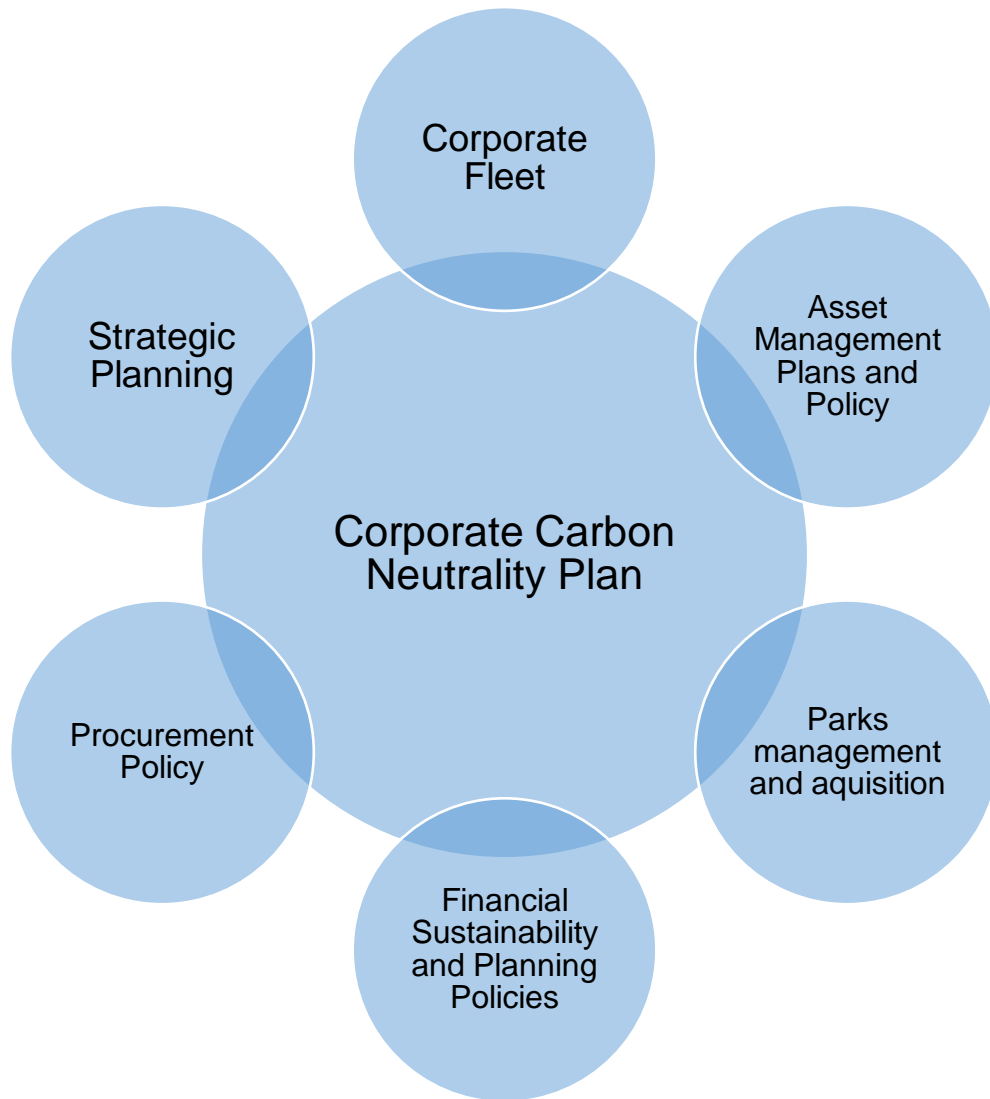 Corporate
Fleet
Strategic
Planning
Asset
Management
Plans and
Policy
Corporate Carbon
Neutrality Plan
Procurement
Policy
Parks
management
and aquisition
Financial
Sustainability
and Planning
Policies